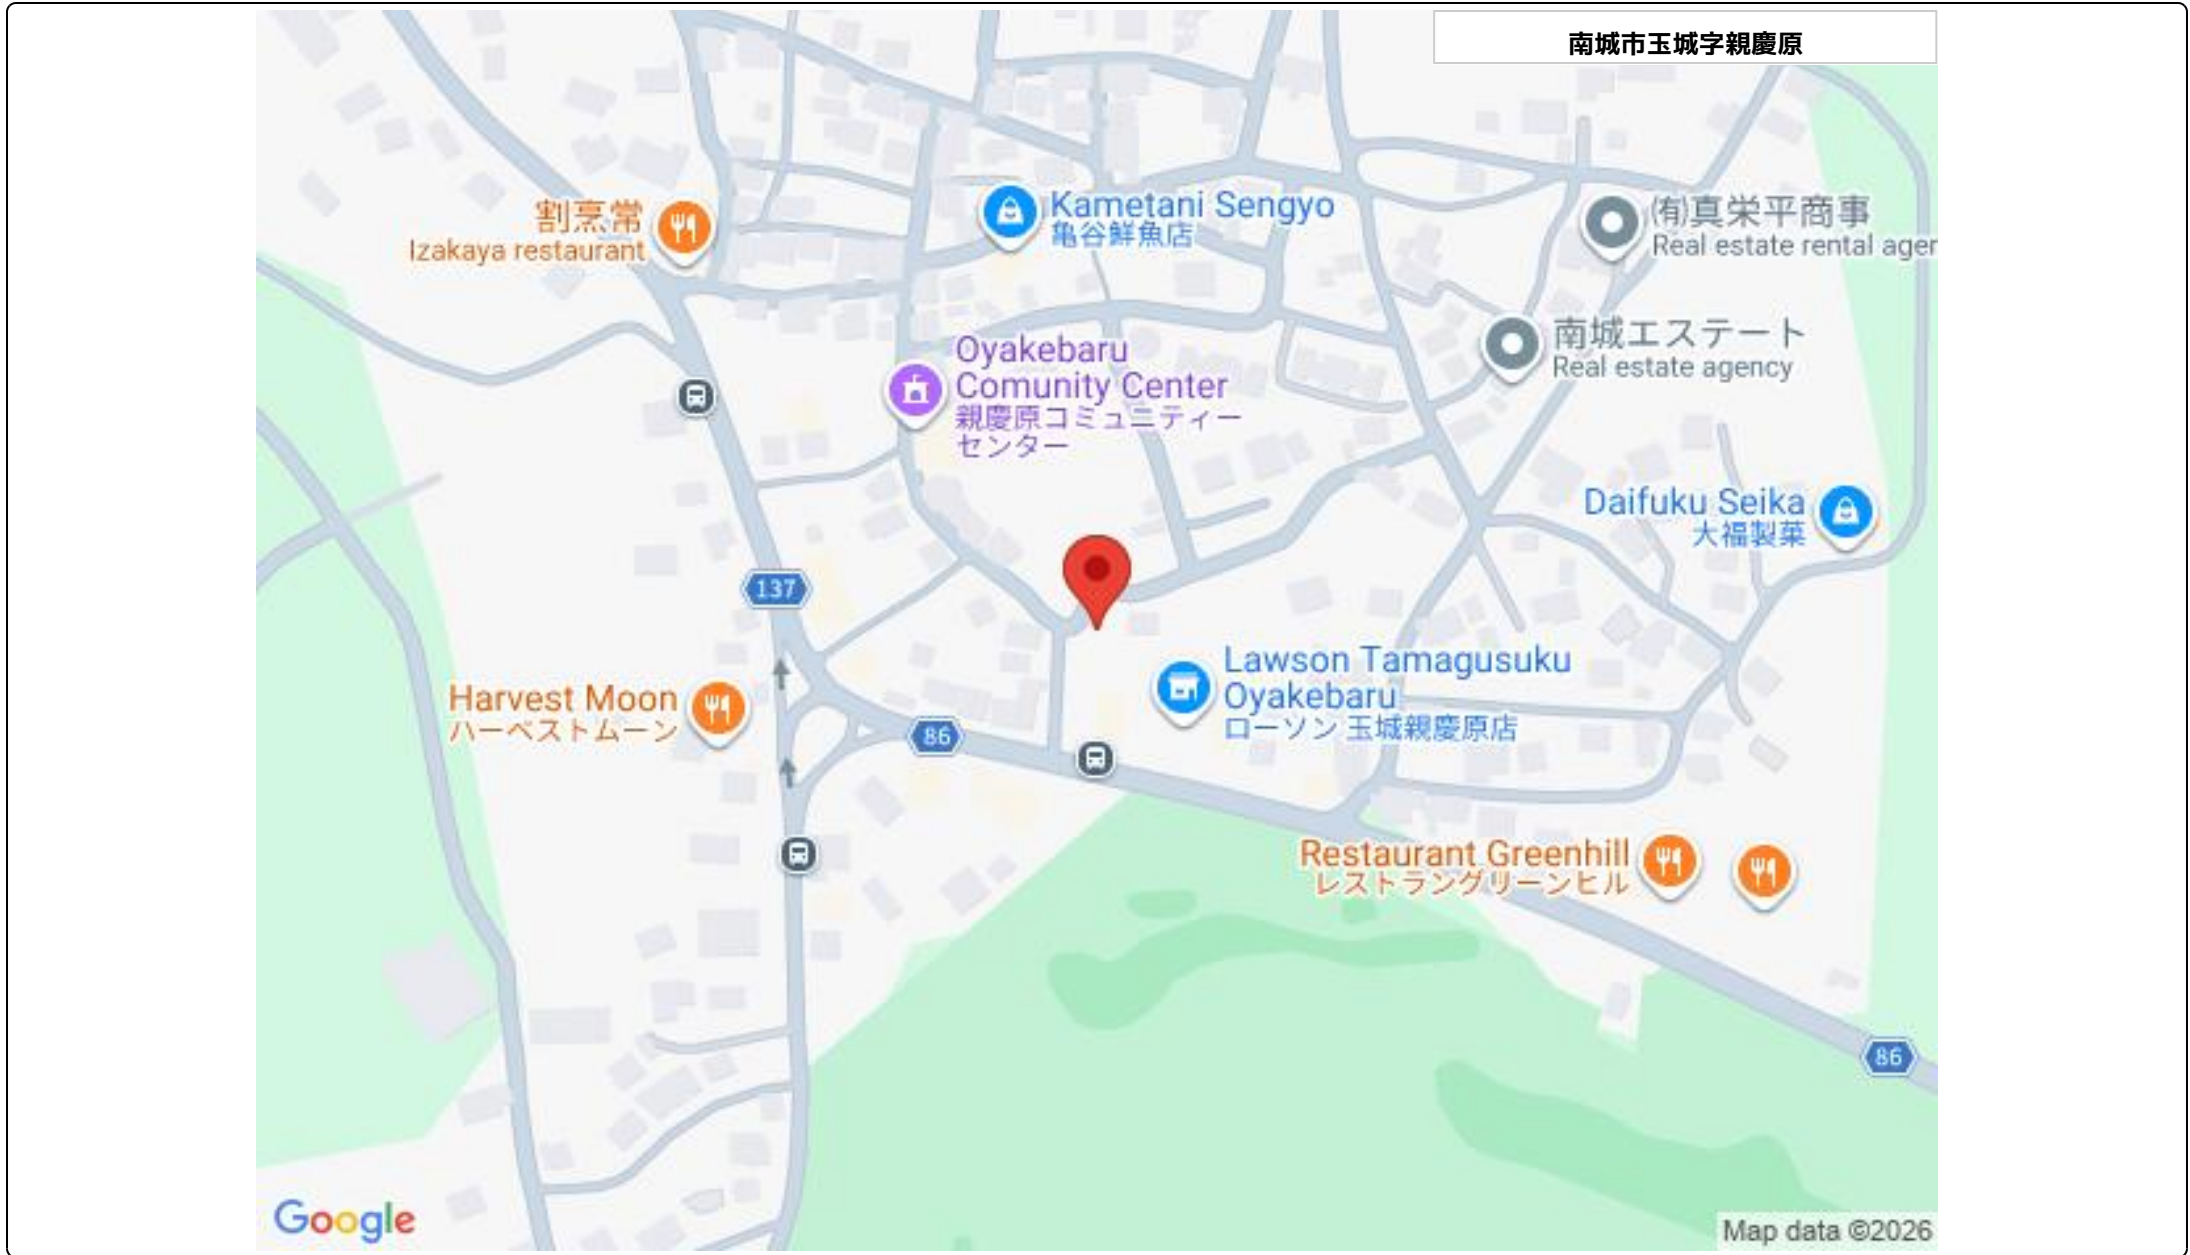 南城市玉城字親慶原
割烹常
Izakaya restaurant
Kametani Sengyo
亀谷鮮魚店
㈲真栄平商事
Real estate rental ager
Oyakebaru
Comunity Center
親慶原コミュニティー
センター
南城エステート
Real estate agency
Daifuku Seika
大福製菓
137
Lawson Tamagusuku
Oyakebaru
ローソン 玉城親慶原店
Harvest Moon
ハーベストムーン
86
Restaurant Greenhill
レストラングリーンヒル
86
Google
Map data ©2026